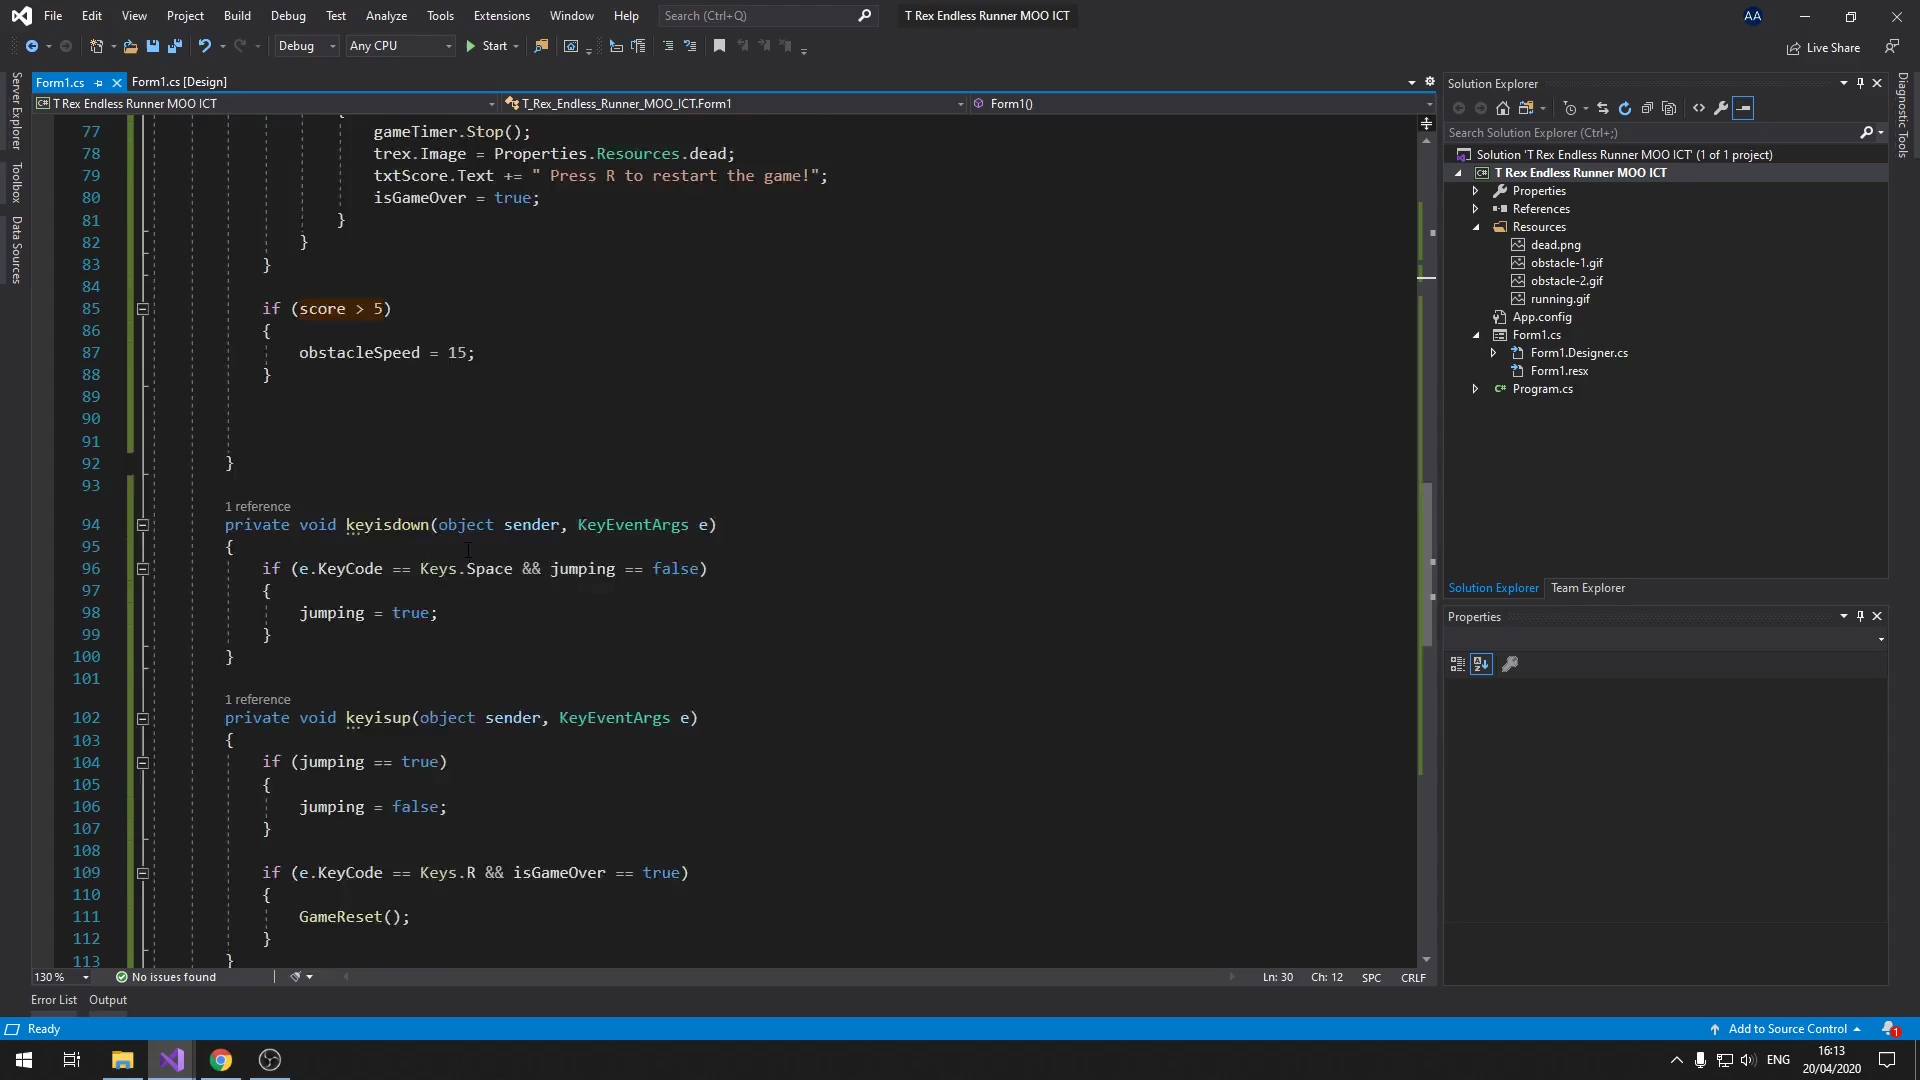 File Edit View Project Build Debug Test Analyze Tools Extensions Window Help Search (Ctrl+Q) T Rex Endless Runner MOO ICT AA
Debug Any CPU Start Live Share
Server Explorer
Toolbox
Data Sources
Form1.cs Form1.cs [Design]
C# T Rex Endless Runner MOO ICT T_Rex_Endless_Runner_MOO_ICT.Form1 Form1()
{
77 gameTimer.Stop();
78 trex.Image = Properties.Resources.dead;
79 txtScore.Text += " Press R to restart the game!";
80 isGameOver = true;
81 }
82 }
83 }
84
85 if (score > 5)
86 {
87 obstacleSpeed = 15;
88 }
89
90
91
92 }
93
1 reference
94 private void keyisdown(object sender, KeyEventArgs e)
95 {
96 if (e.KeyCode == Keys.Space && jumping == false)
97 {
98 jumping = true;
99 }
100 }
101
1 reference
102 private void keyisup(object sender, KeyEventArgs e)
103 {
104 if (jumping == true)
105 {
106 jumping = false;
107 }
108
109 if (e.KeyCode == Keys.R && isGameOver == true)
110 {
111 GameReset();
112 }
113 }
130 % No issues found Ln: 30 Ch: 12 SPC CRLF
Error List Output
Solution Explorer
Search Solution Explorer (Ctrl+;)
Solution 'T Rex Endless Runner MOO ICT' (1 of 1 project)
C# T Rex Endless Runner MOO ICT
Properties
References
Resources
dead.png
obstacle-1.gif
obstacle-2.gif
running.gif
App.config
Form1.cs
Form1.Designer.cs
Form1.resx
C# Program.cs
Solution Explorer Team Explorer
Properties
Diagnostic Tools
Ready Add to Source Control 1
ENG 16:13
20/04/2020